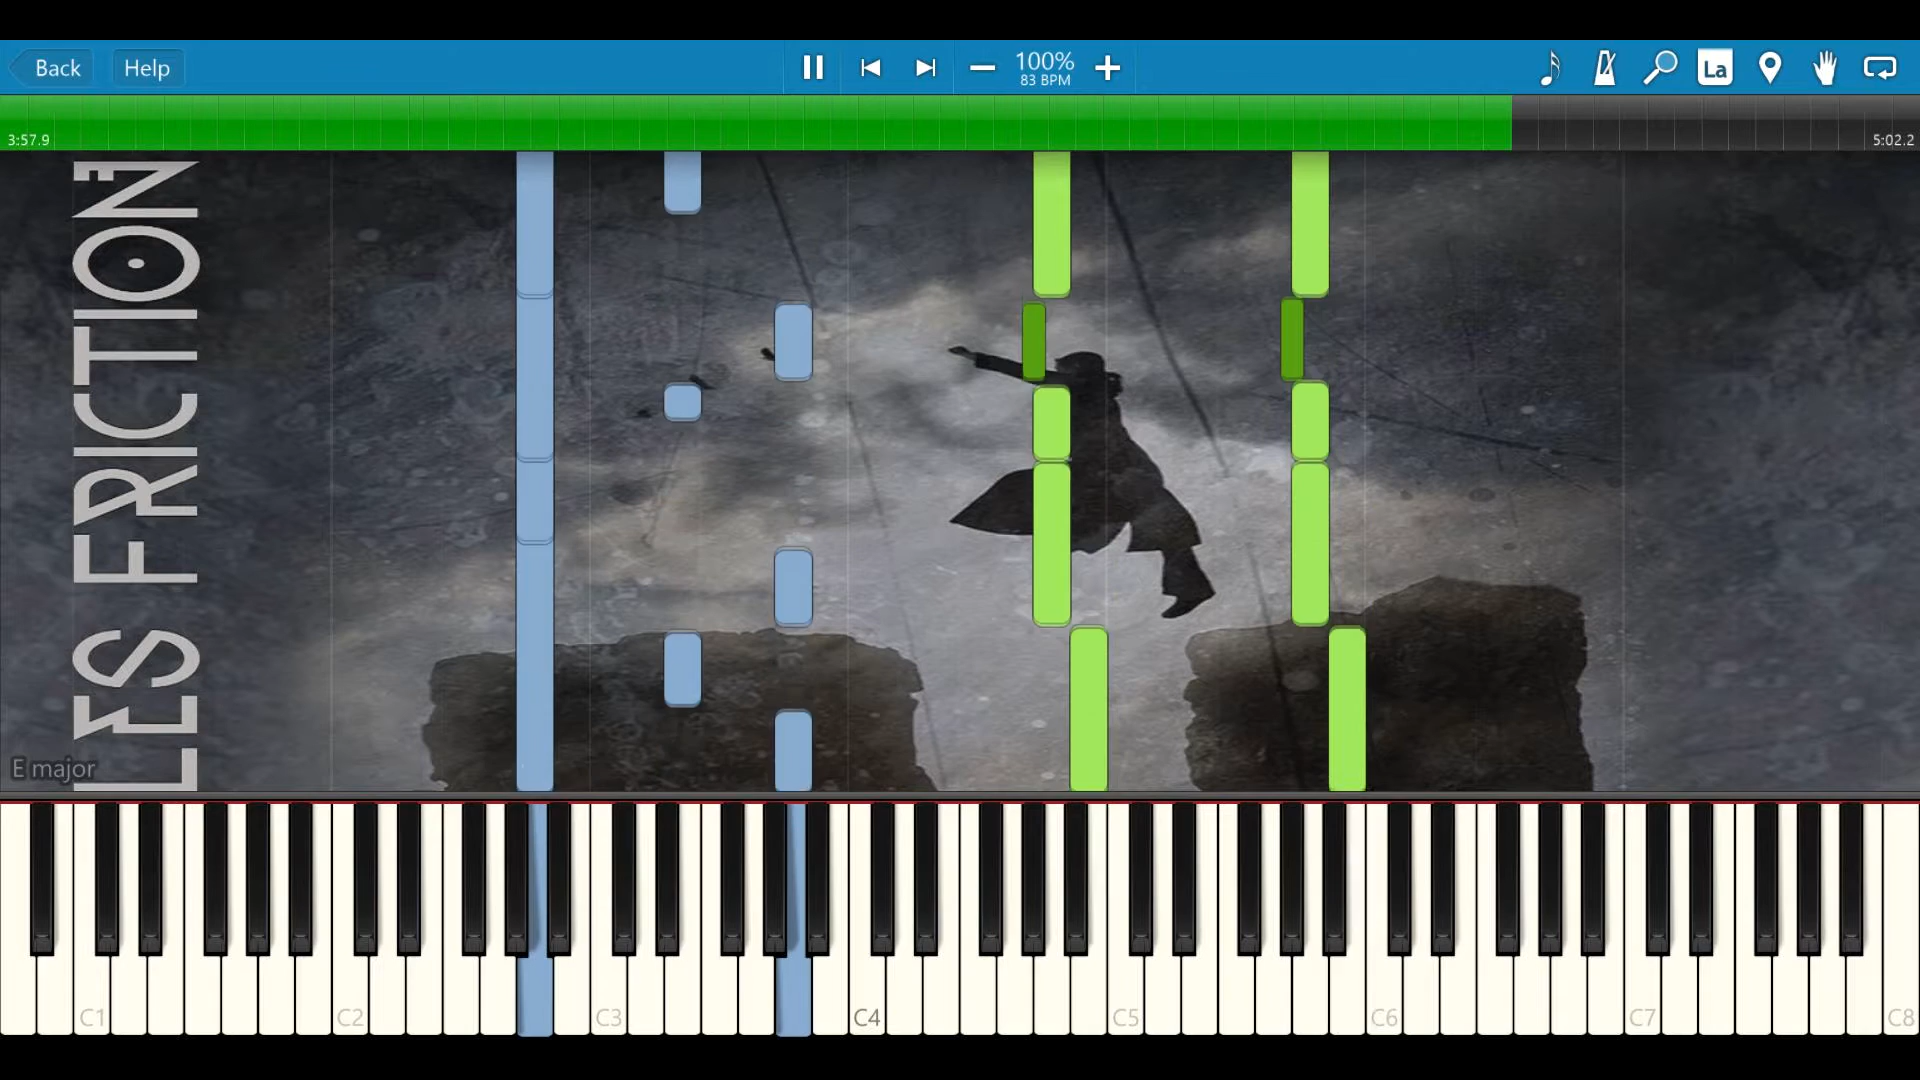 Back
Help
100%
83 BPM
La
3:57.9
5:02.2
LES FRICTION
E major
C1
C2
C3
C4
C5
C6
C7
C8